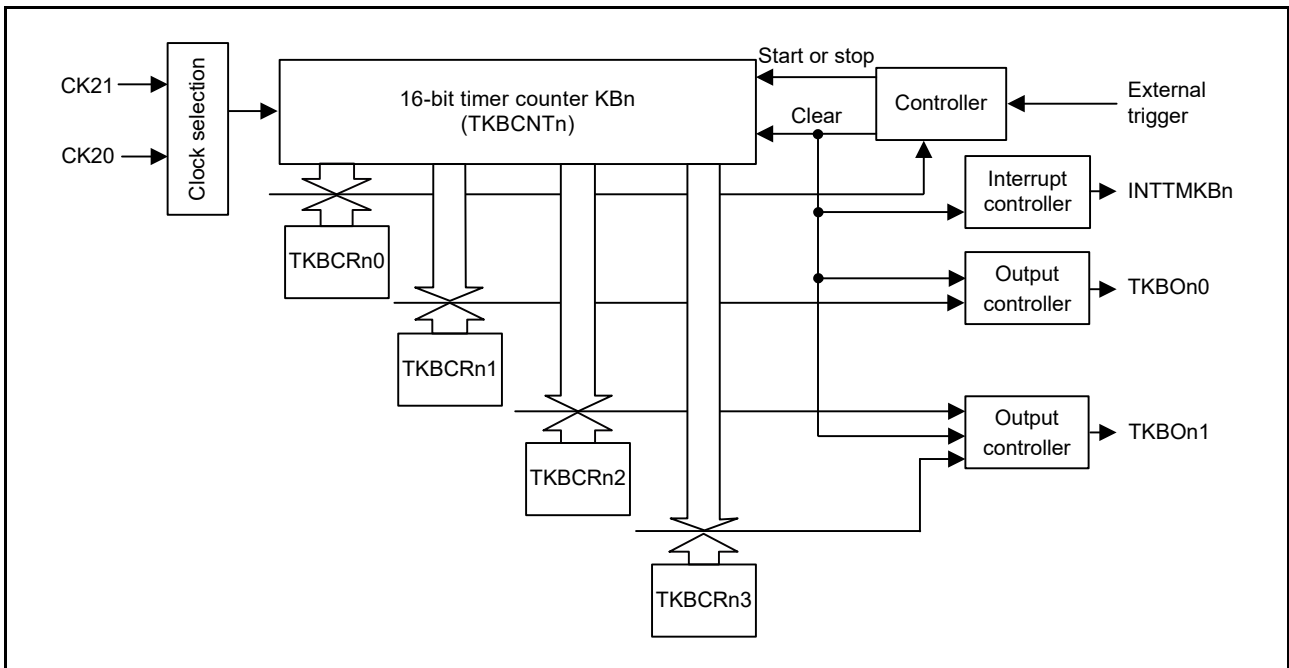 CK21
CK20
Clock selection
16-bit timer counter KBn
(TKBCNTn)
Start or stop
Clear
Controller
External
trigger
Interrupt
controller
INTTMKBn
TKBCRn0
Output
controller
TKBOn0
TKBCRn1
Output
controller
TKBOn1
TKBCRn2
TKBCRn3